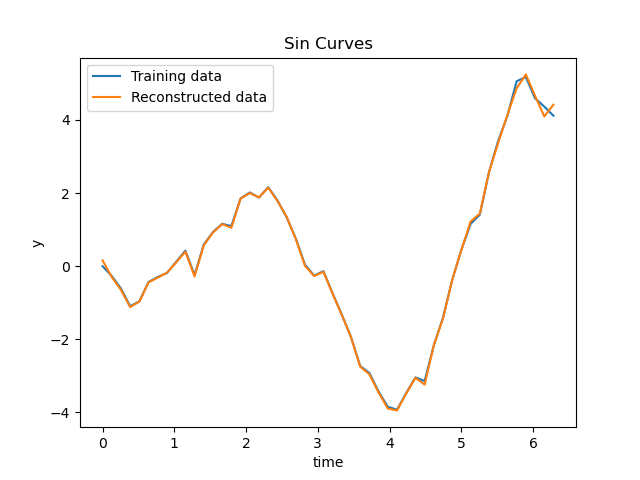 Sin Curves
Training data
Reconstructed data
y
4
2
0
−2
−4
0 1 2 3 4 5 6
time